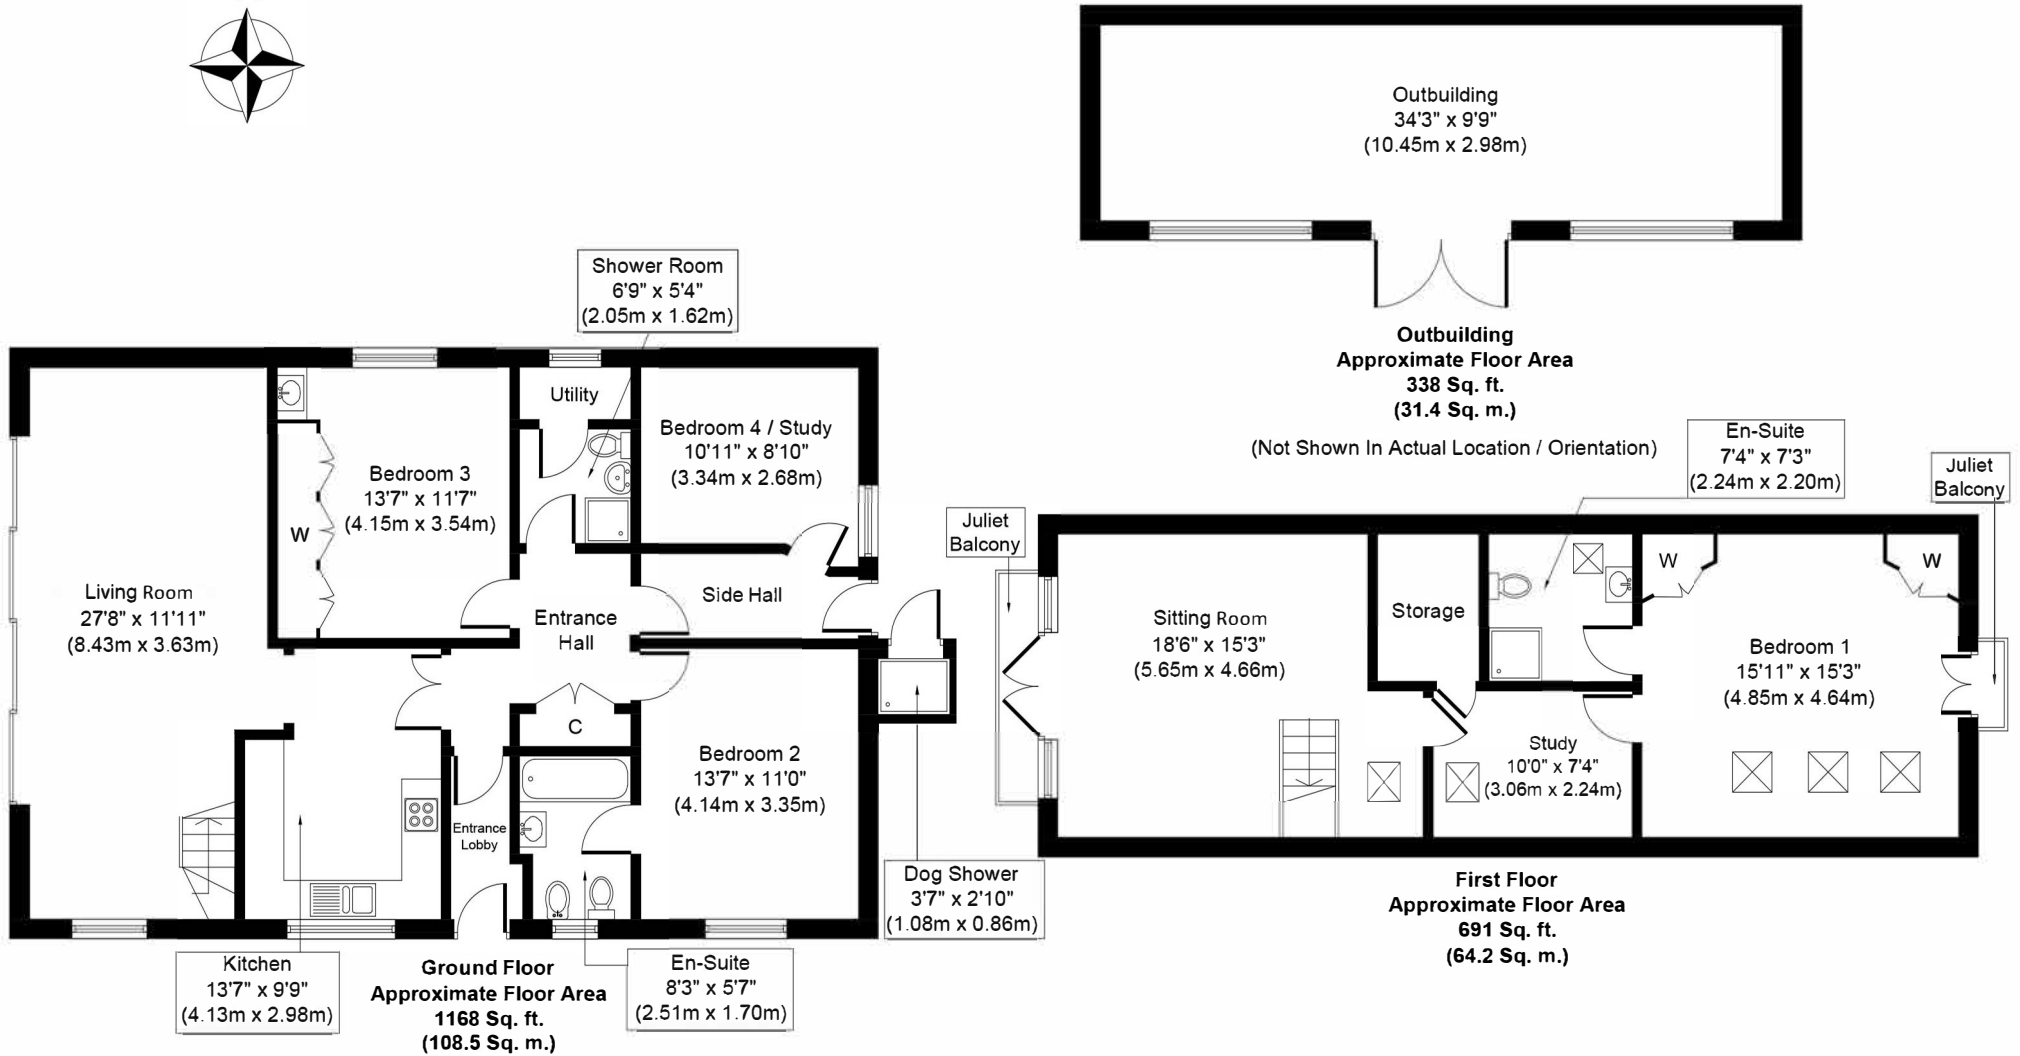 Outbuilding
34'3" x 9'9"
(10.45m x 2.98m)
Outbuilding
Approximate Floor Area
338 Sq. ft.
(31.4 Sq. m.)
(Not Shown In Actual Location / Orientation)
Shower Room
6'9" x 5'4"
(2.05m x 1.62m)
Utility
Bedroom 4 / Study
10'11" x 8'10"
(3.34m x 2.68m)
Bedroom 3
13'7" x 11'7"
(4.15m x 3.54m)
W
Living Room
27'8" x 11'11"
(8.43m x 3.63m)
Entrance
Hall
Side Hall
C
Bedroom 2
13'7" x 11'0"
(4.14m x 3.35m)
Entrance
Lobby
Dog Shower
3'7" x 2'10"
(1.08m x 0.86m)
Kitchen
13'7" x 9'9"
(4.13m x 2.98m)
En-Suite
8'3" x 5'7"
(2.51m x 1.70m)
Ground Floor
Approximate Floor Area
1168 Sq. ft.
(108.5 Sq. m.)
En-Suite
7'4" x 7'3"
(2.24m x 2.20m)
Juliet
Balcony
Juliet
Balcony
W
W
Sitting Room
18'6" x 15'3"
(5.65m x 4.66m)
Storage
Bedroom 1
15'11" x 15'3"
(4.85m x 4.64m)
Study
10'0" x 7'4"
(3.06m x 2.24m)
First Floor
Approximate Floor Area
691 Sq. ft.
(64.2 Sq. m.)